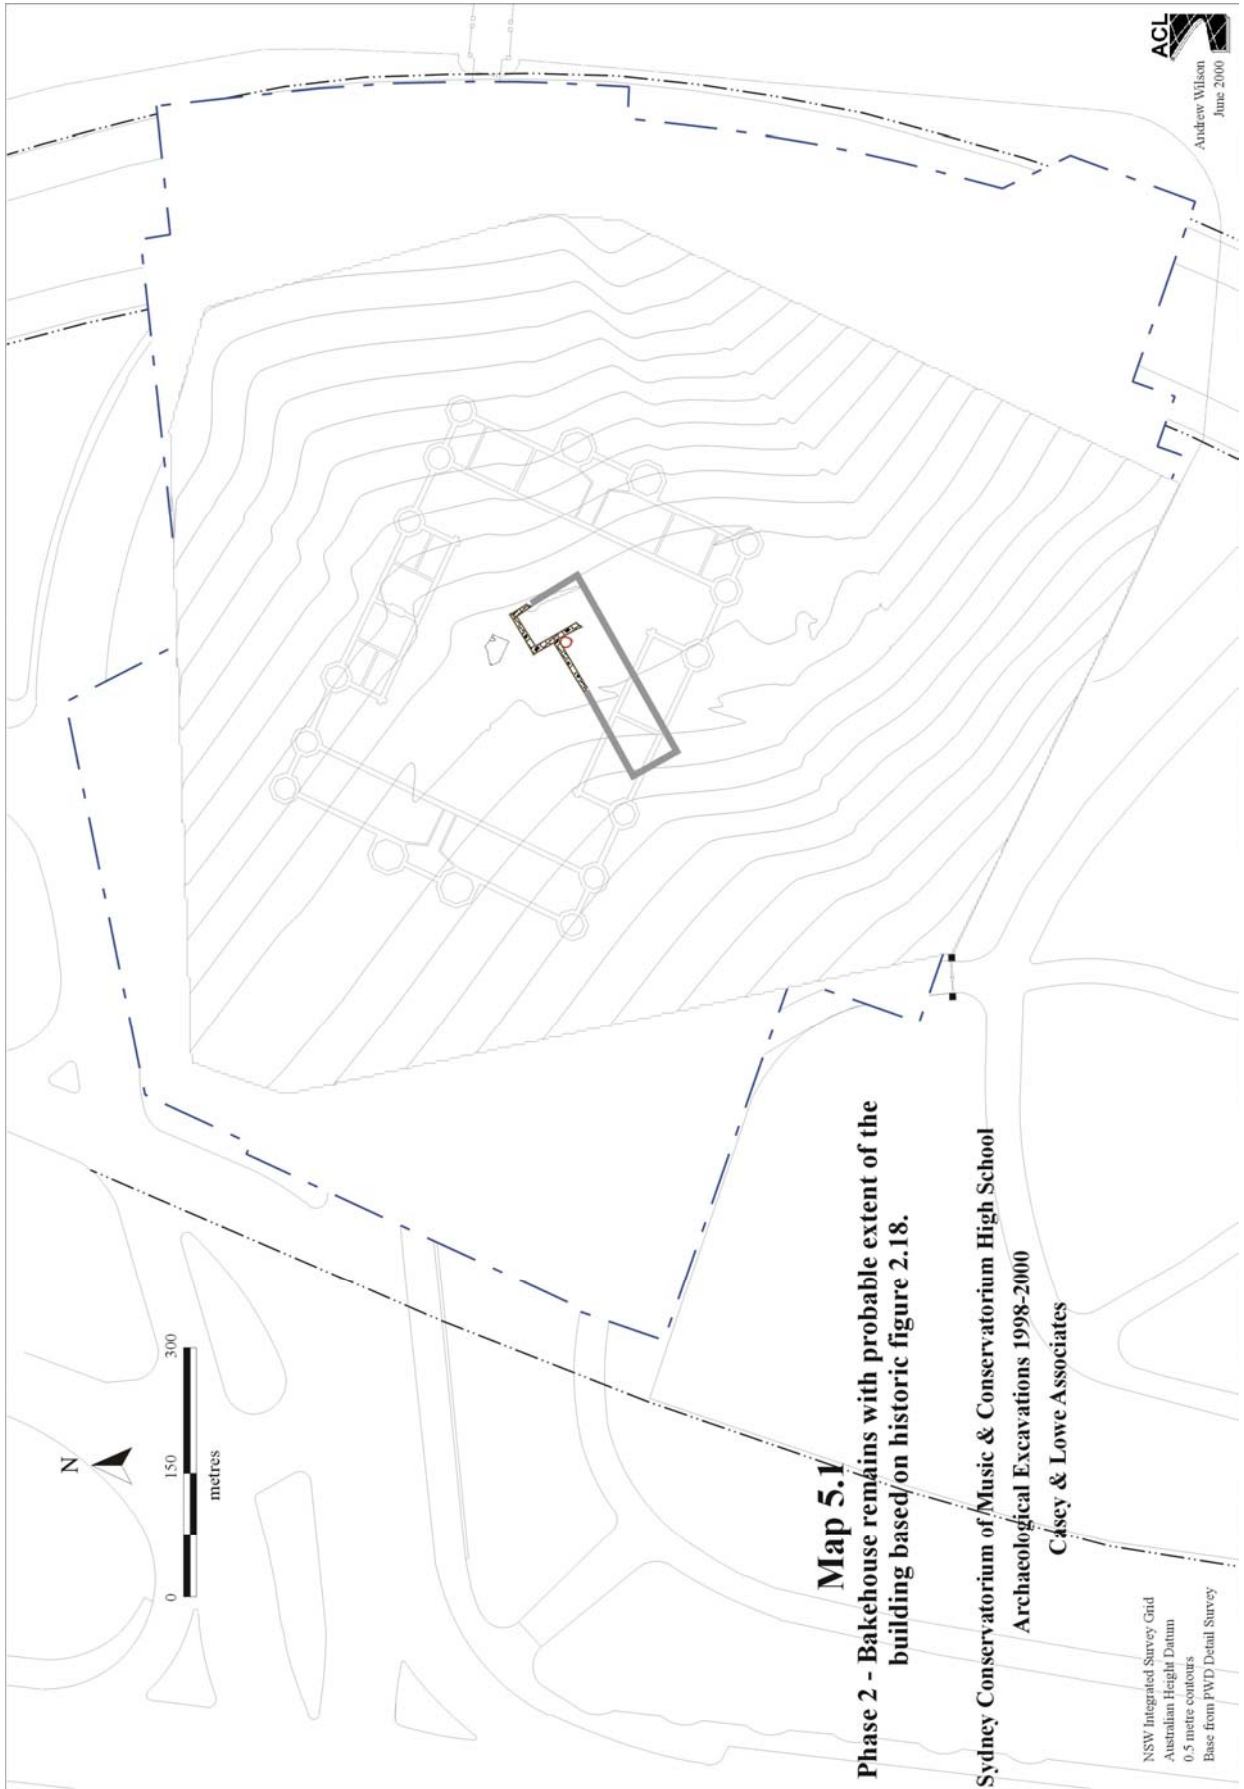 N
0
150
300
metres
Map 5.1
Phase 2 - Bakehouse remains with probable extent of the
building based on historic figure 2.18.
Sydney Conservatorium of Music & Conservatorium High School
Archaeological Excavations 1998-2000
Casey & Lowe Associates
NSW Integrated Survey Grid
Australian Height Datum
0.5 metre contours
Base from PWD Detail Survey
ACL
Andrew Wilson
June 2000